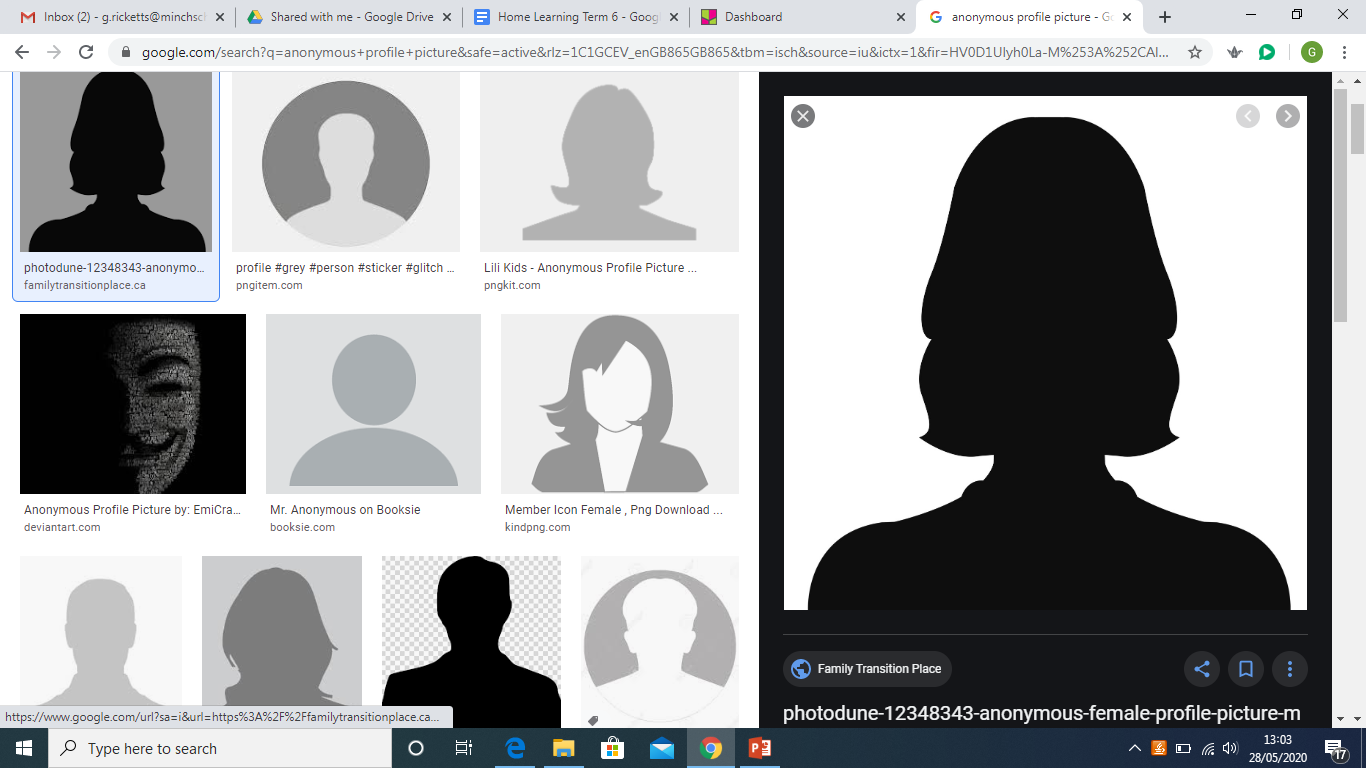 Inbox (2) - g.ricketts@minchsc
Shared with me - Google Drive
Home Learning Term 6 - Goog
Dashboard
anonymous profile picture - Go
google.com/search?q=anonymous+profile+picture&safe=active&rlz=1C1GCEV_enGB865GB865&tbm=isch&source=iu&ictx=1&fir=HV0D1UIyh0La-M%253A%252CAI...
G
photodune-12348343-anonymo...
familytransitionplace.ca
profile #grey #person #sticker #glitch ...
pngitem.com
Lili Kids - Anonymous Profile Picture ...
pngkit.com
Anonymous Profile Picture by: EmiCra...
deviantart.com
Mr. Anonymous on Booksie
booksie.com
Member Icon Female , Png Download ...
kindpng.com
Family Transition Place
photodune-12348343-anonymous-female-profile-picture-m
https://www.google.com/url?sa=i&url=https%3A%2F%2Ffamilytransitionplace.ca...
Type here to search
13:03
28/05/2020
17